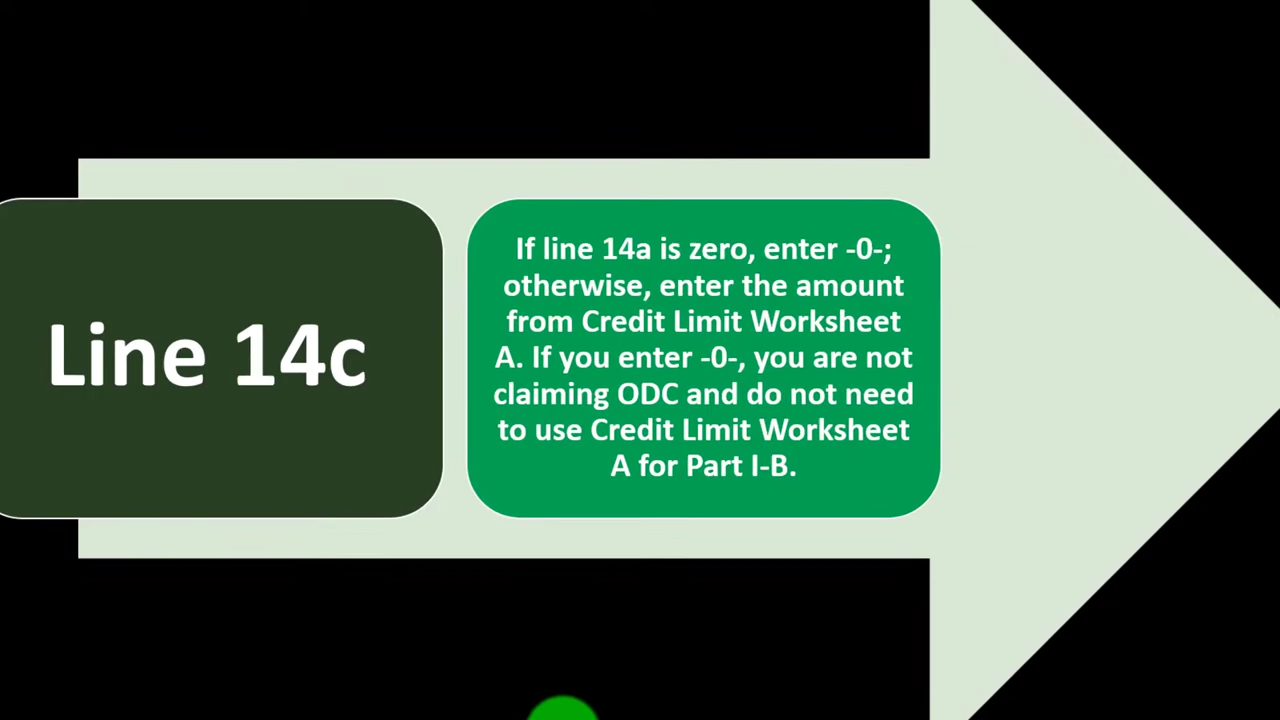 Line 14c
If line 14a is zero, enter -0-;
otherwise, enter the amount
from Credit Limit Worksheet
A. If you enter -0-, you are not
claiming ODC and do not need
to use Credit Limit Worksheet
A for Part I-B.